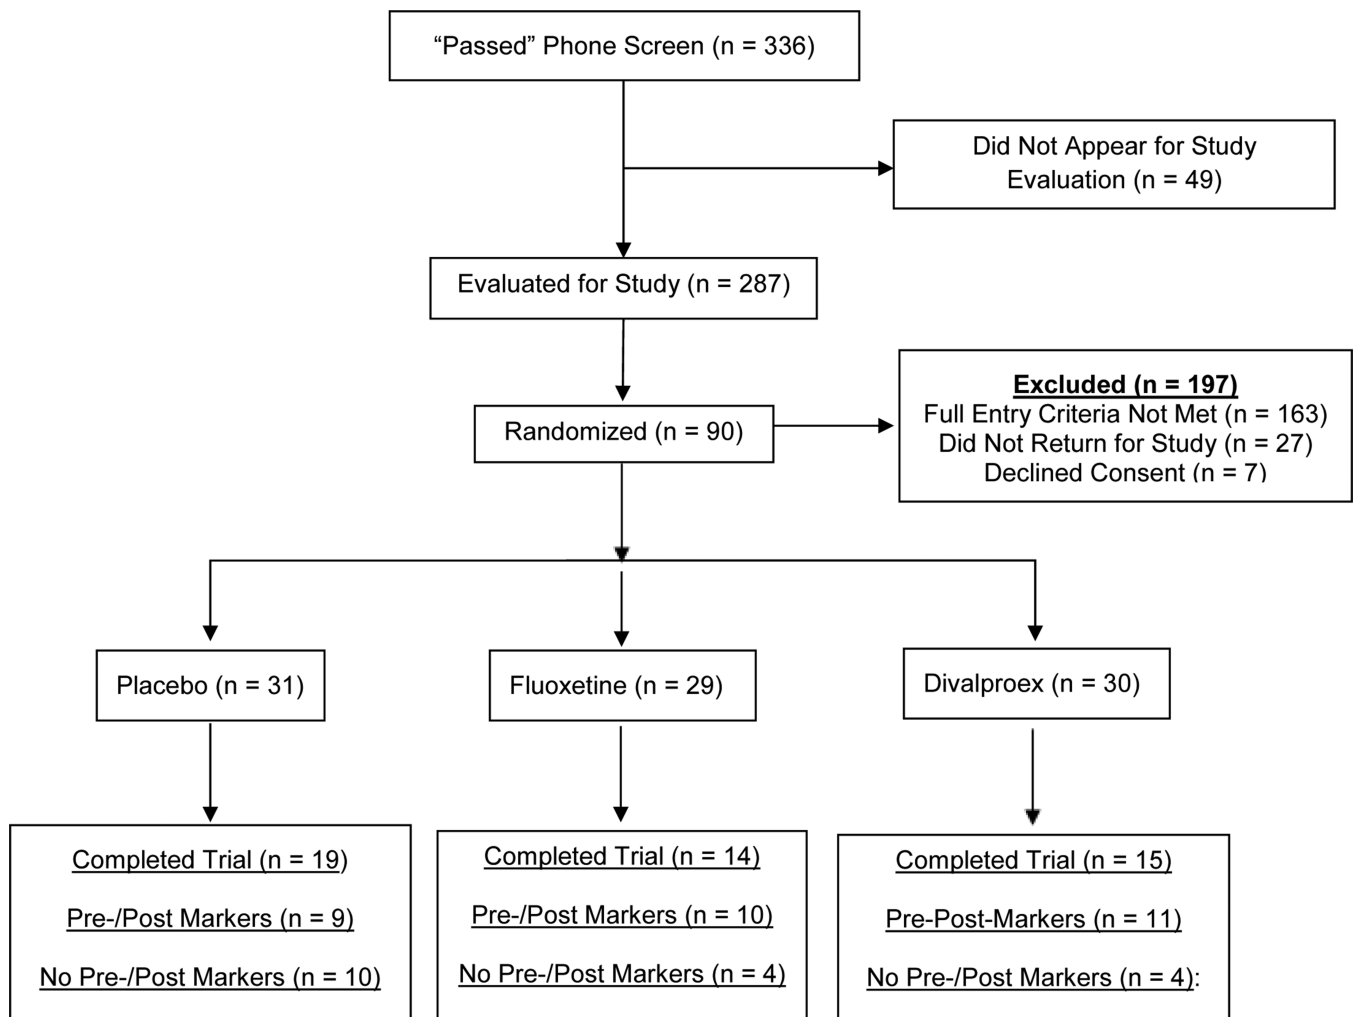 “Passed” Phone Screen (n = 336)
Did Not Appear for Study
Evaluation (n = 49)
Evaluated for Study (n = 287)
Excluded (n = 197)
Full Entry Criteria Not Met (n = 163)
Did Not Return for Study (n = 27)
Declined Consent (n = 7)
Randomized (n = 90)
Placebo (n = 31)
Fluoxetine (n = 29)
Divalproex (n = 30)
Completed Trial (n = 19)
Pre-/Post Markers (n = 9)
No Pre-/Post Markers (n = 10)
Completed Trial (n = 14)
Pre-/Post Markers (n = 10)
No Pre-/Post Markers (n = 4)
Completed Trial (n = 15)
Pre-Post-Markers (n = 11)
No Pre-/Post Markers (n = 4):